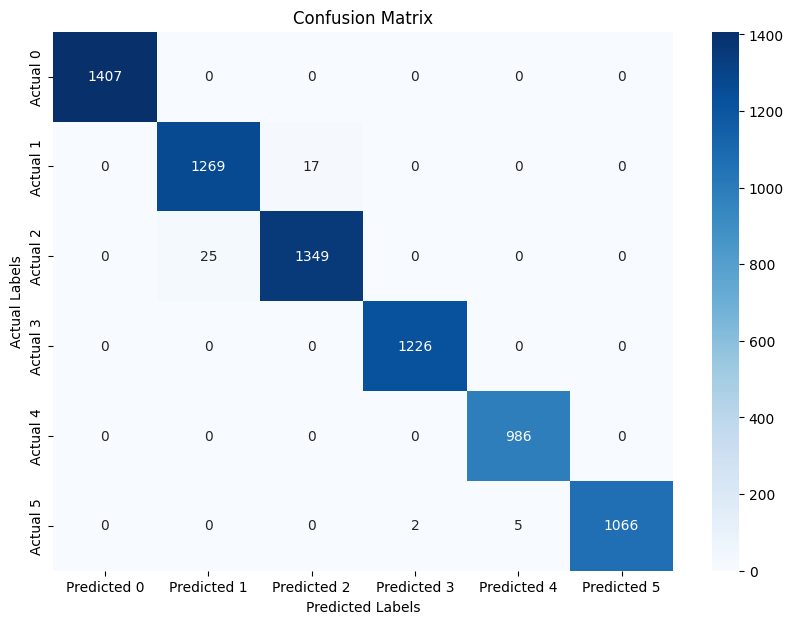 Confusion Matrix
Actual Labels
Actual 0 1407 0 0 0 0 0
Actual 1 0 1269 17 0 0 0
Actual 2 0 25 1349 0 0 0
Actual 3 0 0 0 1226 0 0
Actual 4 0 0 0 0 986 0
Actual 5 0 0 0 2 5 1066
Predicted 0 Predicted 1 Predicted 2 Predicted 3 Predicted 4 Predicted 5
Predicted Labels
1400
1200
1000
800
600
400
200
0